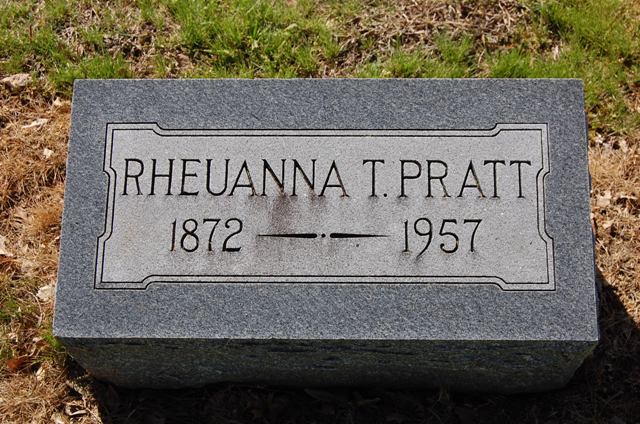 RHEUANNA T. PRATT
1872 — 1957